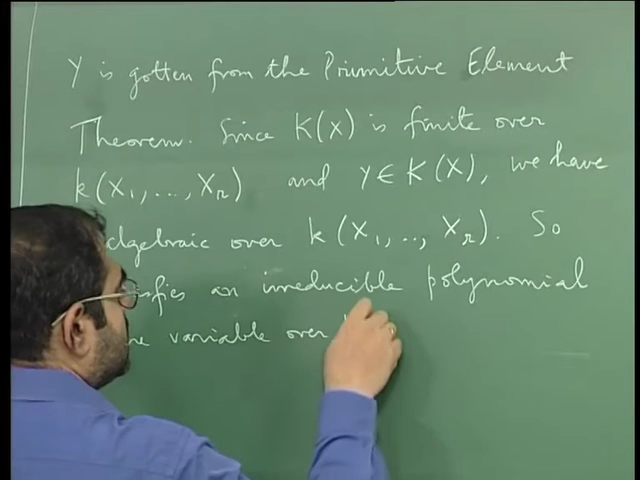 Y is gotten from the Primitive Element
Theorem. Since K(X) is finite over
k(X₁, ..., Xᵣ) and Y ∈ K(X), we have
algebraic over k(X₁, .., Xᵣ). So
an irreducible polynomial
variable over